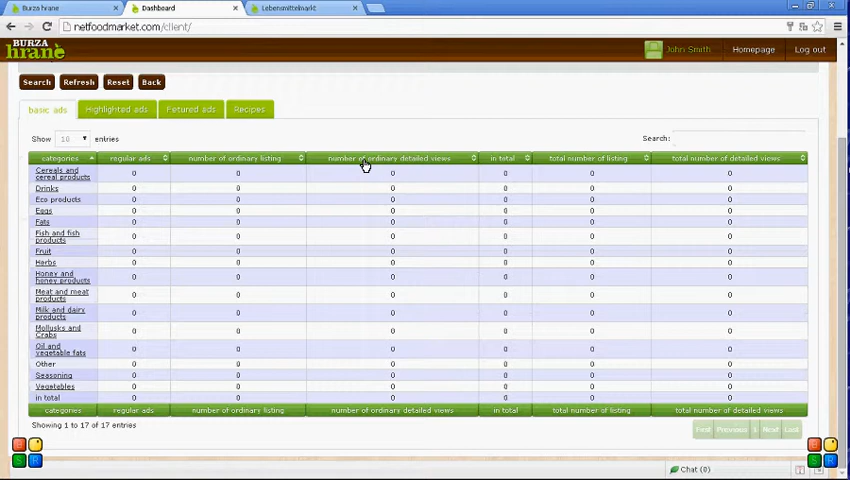 Burza hrane
Dashboard
Lebensmittelmarkt
netfoodmarket.com/client/
BURZA
hrane
John Smith
Homepage
Log out
Search
Refresh
Reset
Back
basic ads
Highlighted ads
Fetured ads
Recipes
Show 10 entries
Search:
categories regular ads number of ordinary listing number of ordinary detailed views in total total number of listing total number of detailed views
Cereals and
cereal products 0 0 0 0 0 0
Drinks 0 0 0 0 0 0
Eco products 0 0 0 0 0 0
Eggs 0 0 0 0 0 0
Fats 0 0 0 0 0 0
Fish and fish
products 0 0 0 0 0 0
Fruit 0 0 0 0 0 0
Herbs 0 0 0 0 0 0
Honey and
honey products 0 0 0 0 0 0
Meat and meat
products 0 0 0 0 0 0
Milk and dairy
products 0 0 0 0 0 0
Mollusks and
Crabs 0 0 0 0 0 0
Oil and
vegetable fats 0 0 0 0 0 0
Other 0 0 0 0 0 0
Seasoning 0 0 0 0 0 0
Vegetables 0 0 0 0 0 0
in total 0 0 0 0 0 0
categories regular ads number of ordinary listing number of ordinary detailed views in total total number of listing total number of detailed views
Showing 1 to 17 of 17 entries
First Previous 1 Next Last
Chat (0)